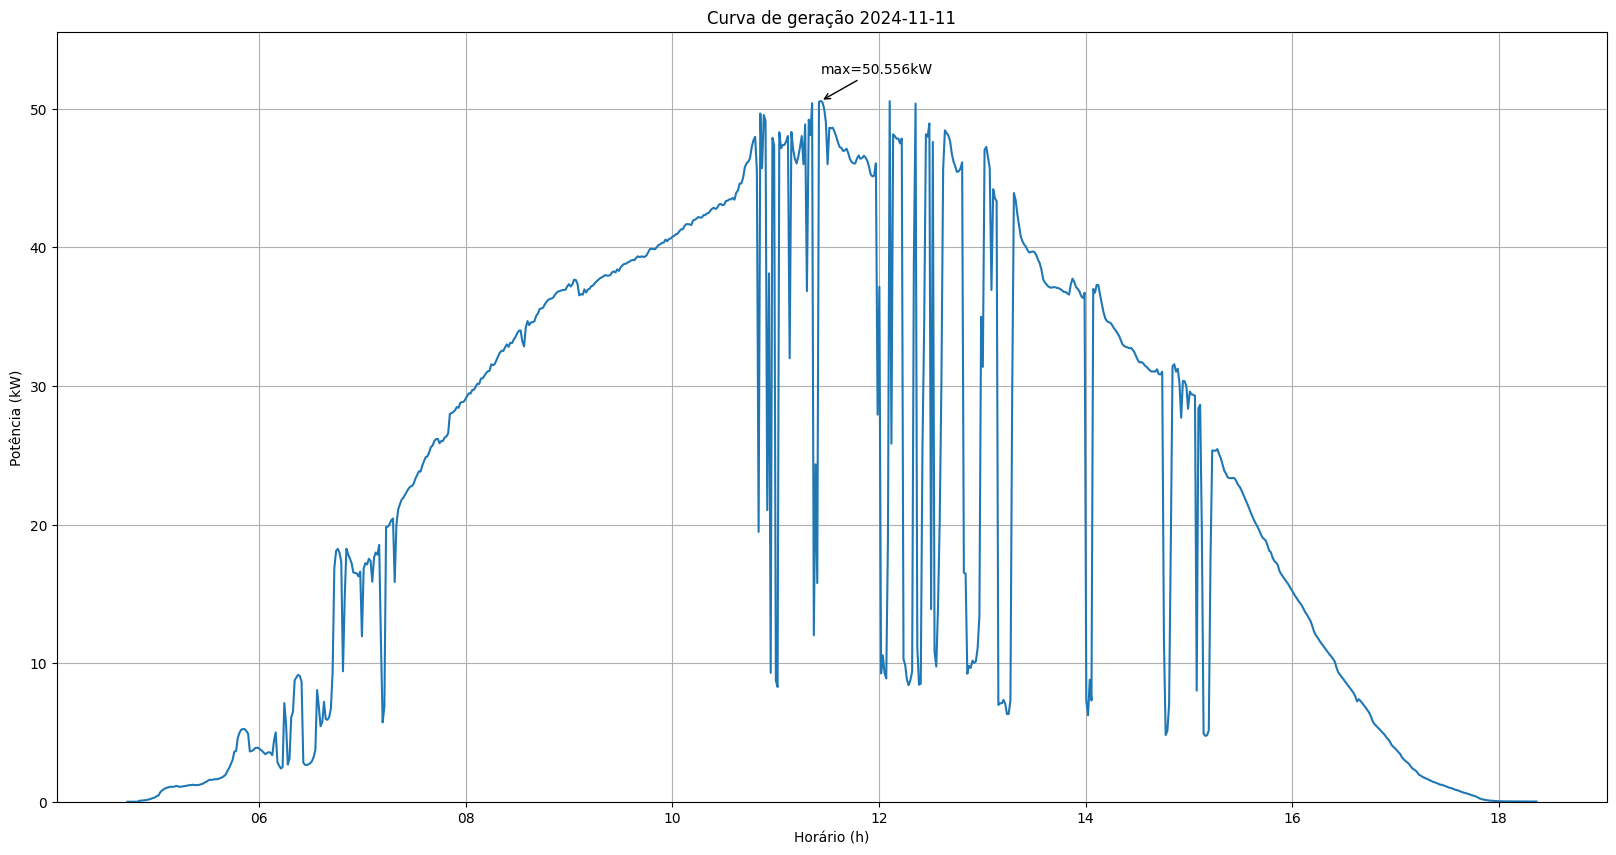 Curva de geração 2024-11-11
max=50.556kW
50
40
30
20
10
0
Potência (kW)
06 08 10 12 14 16 18
Horário (h)